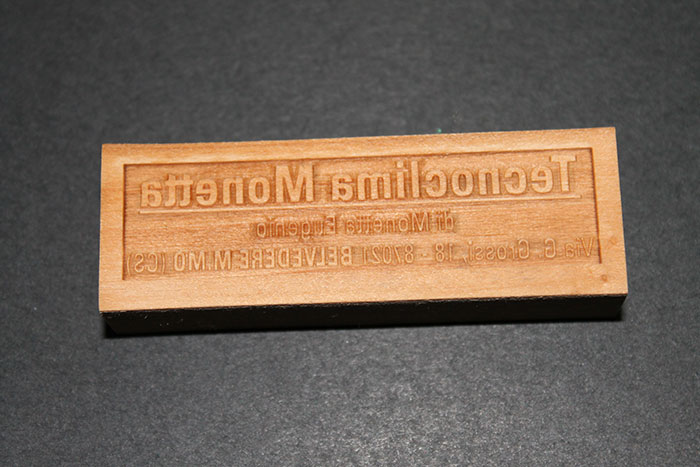 Tecnoclima Monetta
di Monetta Eugenio
Via G. Grossi, 18 - 87021 BELVEDERE M.MO (CS)